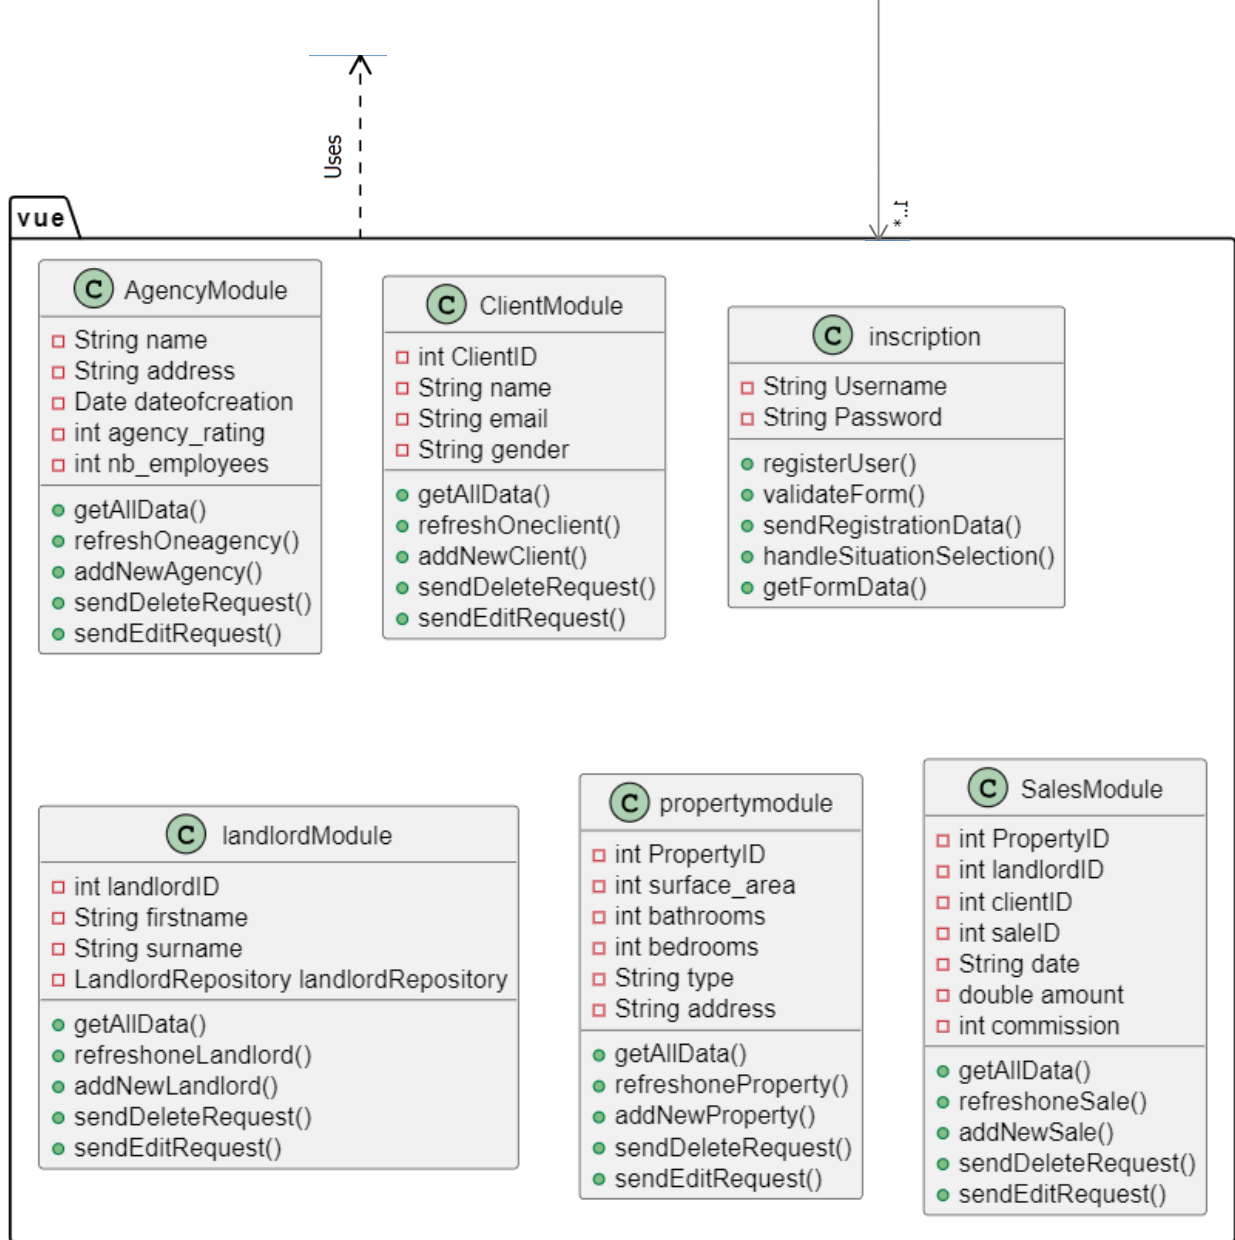 Uses
1..*
vue
C AgencyModule
String name
String address
Date dateofcreation
int agency_rating
int nb_employees
getAllData()
refreshOneagency()
addNewAgency()
sendDeleteRequest()
sendEditRequest()
C ClientModule
int ClientID
String name
String email
String gender
getAllData()
refreshOneclient()
addNewClient()
sendDeleteRequest()
sendEditRequest()
C inscription
String Username
String Password
registerUser()
validateForm()
sendRegistrationData()
handleSituationSelection()
getFormData()
C landlordModule
int landlordID
String firstname
String surname
LandlordRepository landlordRepository
getAllData()
refreshoneLandlord()
addNewLandlord()
sendDeleteRequest()
sendEditRequest()
C propertymodule
int PropertyID
int surface_area
int bathrooms
int bedrooms
String type
String address
getAllData()
refreshoneProperty()
addNewProperty()
sendDeleteRequest()
sendEditRequest()
C SalesModule
int PropertyID
int landlordID
int clientID
int saleID
String date
double amount
int commission
getAllData()
refreshoneSale()
addNewSale()
sendDeleteRequest()
sendEditRequest()